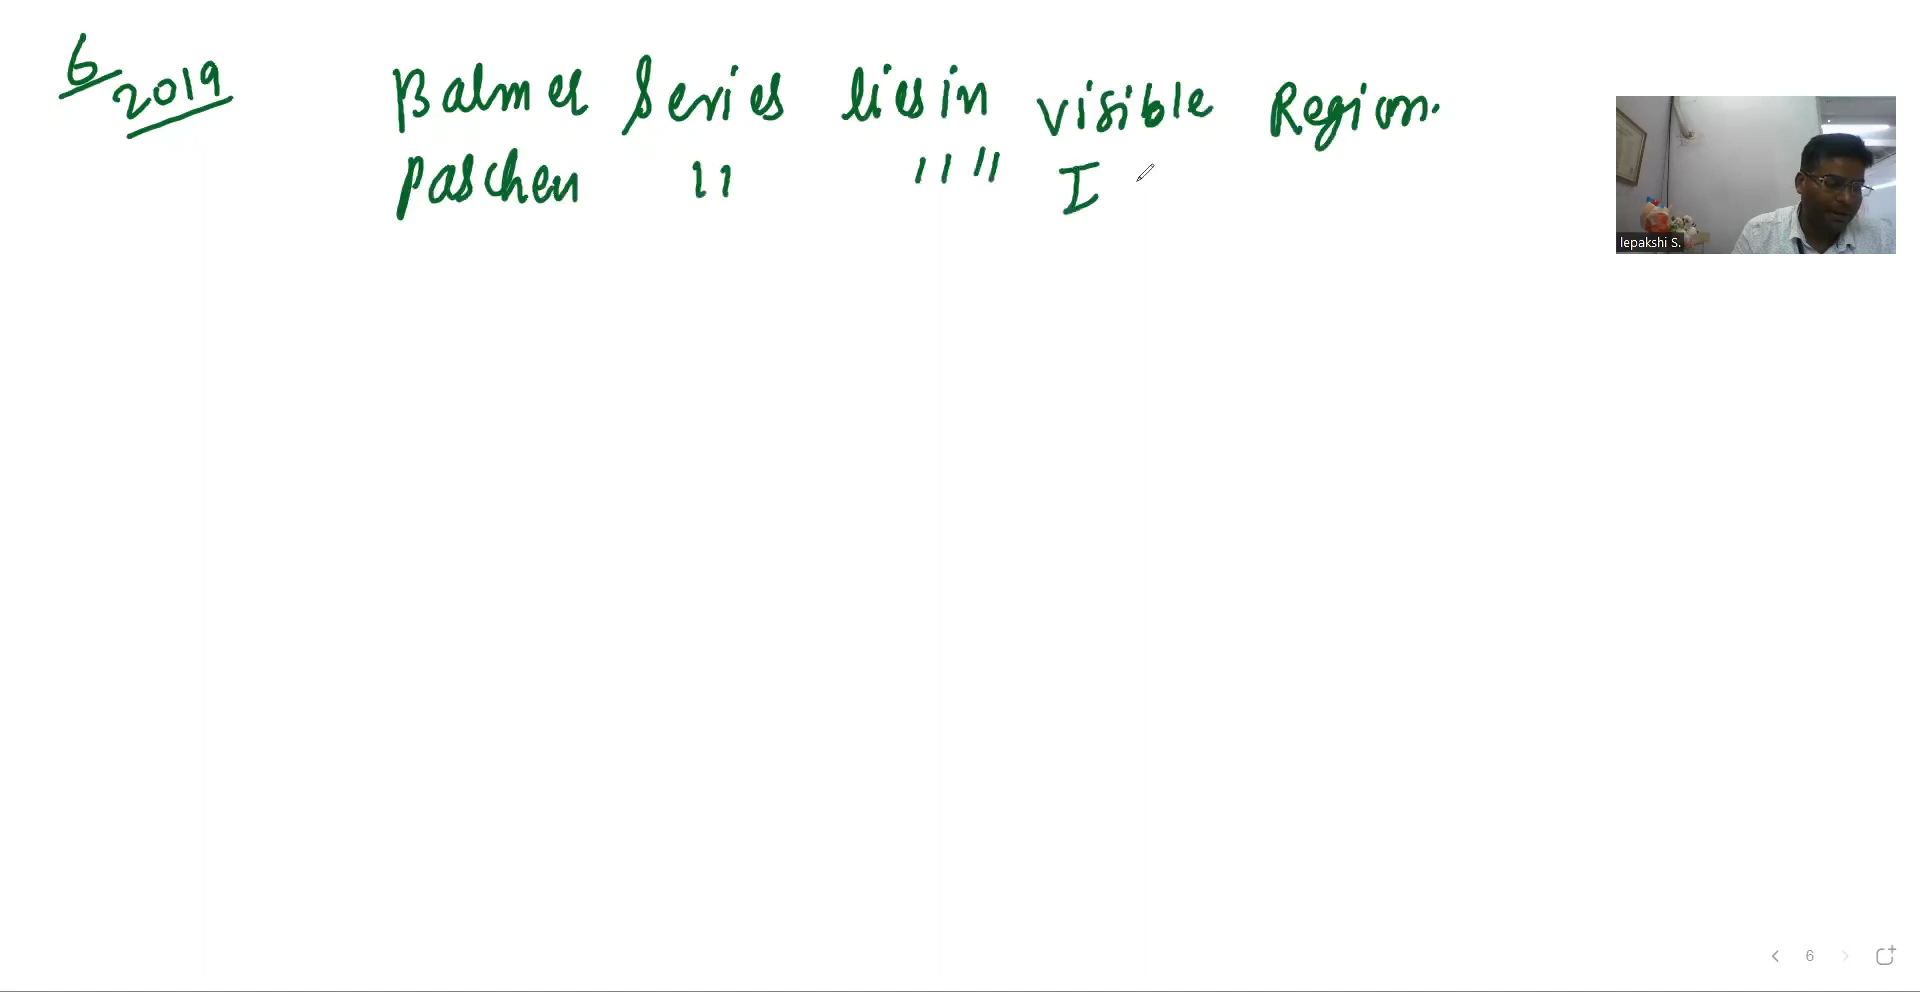 6/2019
Balmer Series lies in visible Region.
Paschen " " " I
lepakshi S.
6